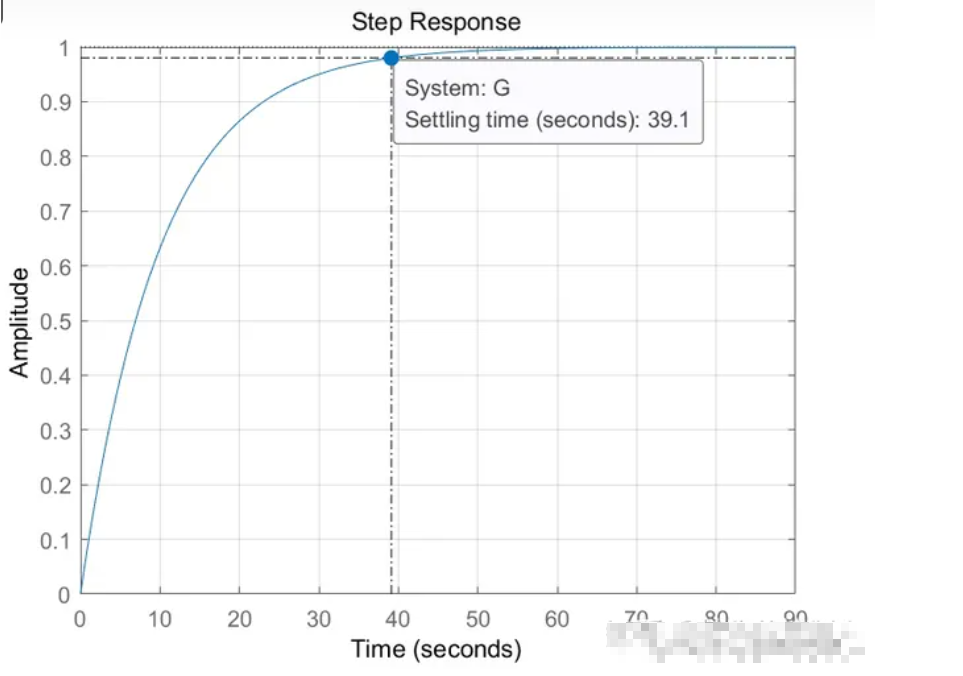 Step Response
System: G
Settling time (seconds): 39.1
Amplitude
1
0.9
0.8
0.7
0.6
0.5
0.4
0.3
0.2
0.1
0
0 10 20 30 40 50 60 70 80 90
Time (seconds)